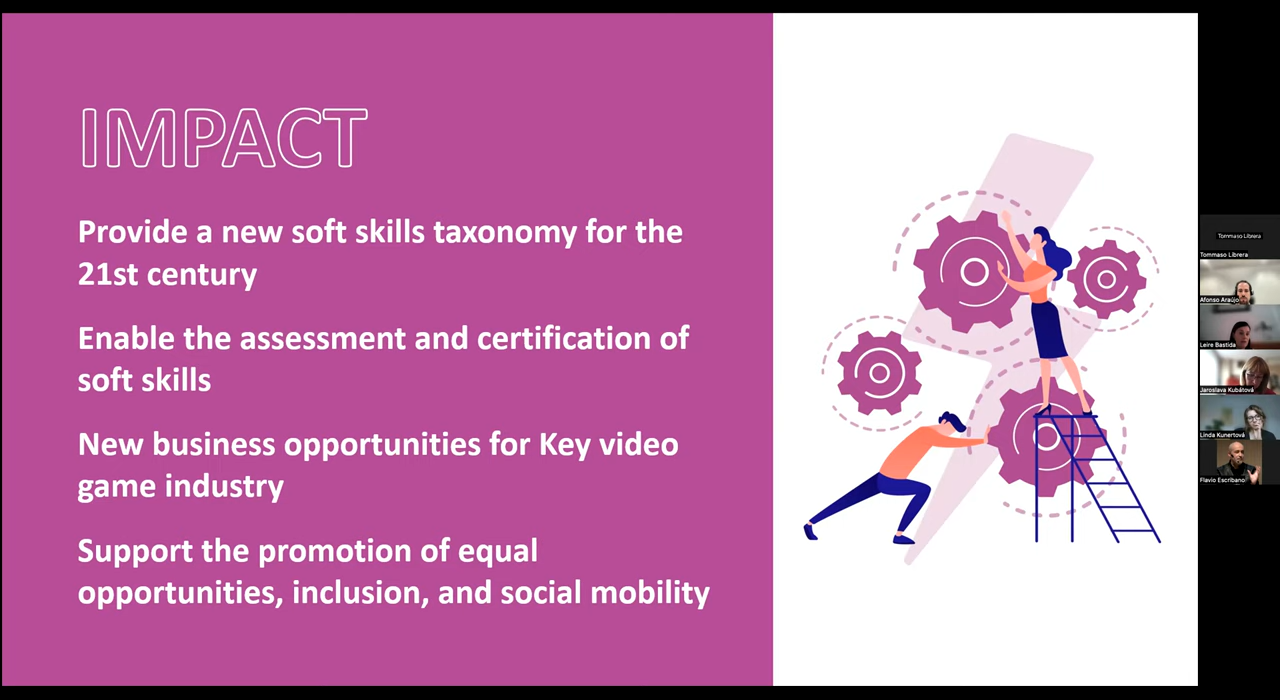 IMPACT
Provide a new soft skills taxonomy for the
21st century
Enable the assessment and certification of
soft skills
New business opportunities for Key video
game industry
Support the promotion of equal
opportunities, inclusion, and social mobility
Tommaso Librera
Tommaso Librera
Afonso Araújo
Leire Bastida
Jaroslava Kubátová
Linda Kunertová
Flavio Escribano